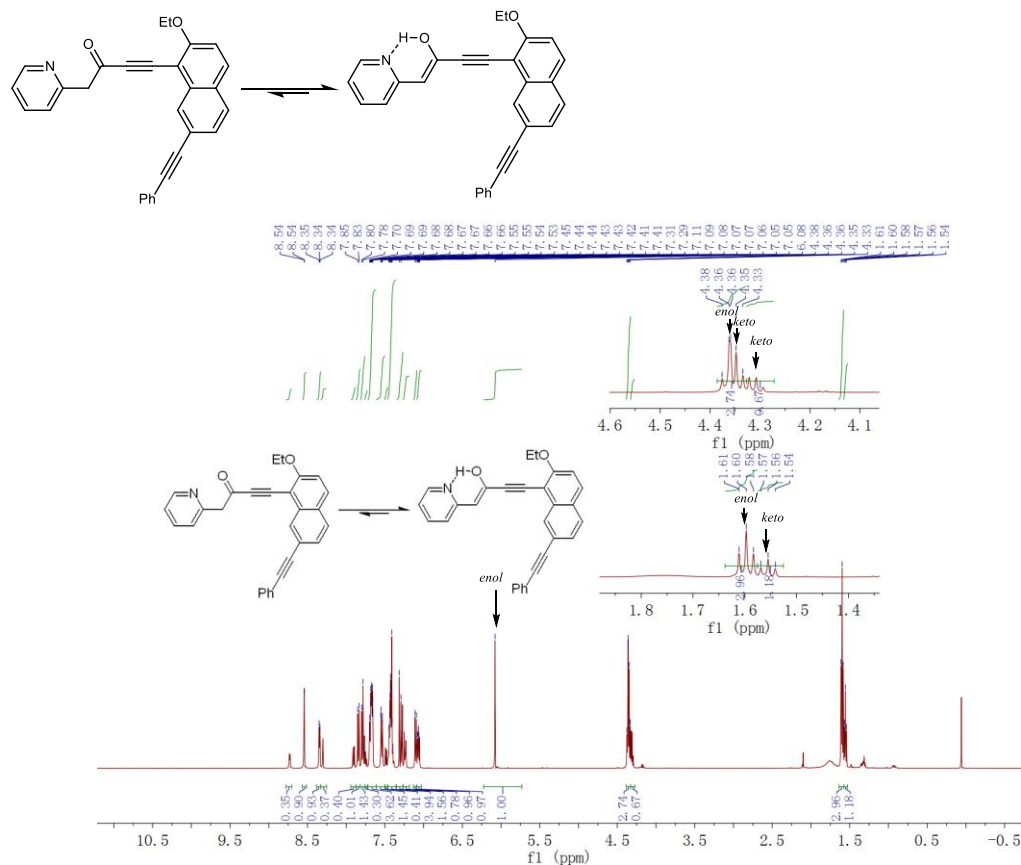 EtO
O
N
Ph
EtO
H
O
N
Ph
8.54
8.54
8.35
8.34
8.34
7.85
7.83
7.80
7.78
7.70
7.69
7.69
7.68
7.68
7.67
7.67
7.66
7.66
7.55
7.55
7.54
7.53
7.45
7.44
7.44
7.43
7.43
7.42
7.41
7.41
7.31
7.29
7.11
7.09
7.08
7.07
7.07
7.06
7.05
7.05
6.08
4.38
4.36
4.36
4.35
4.33
1.61
1.60
1.58
1.57
1.56
1.54
4.38
4.36
4.36
4.35
4.33
enol
keto
keto
2.74
0.67
4.6 4.5 4.4 4.3 4.2 4.1
f1 (ppm)
1.61
1.60
1.58
1.57
1.56
1.54
enol
keto
2.96
1.18
1.8 1.7 1.6 1.5 1.4
f1 (ppm)
EtO
O
N
Ph
EtO
H
O
N
Ph
enol
0.35
0.90
0.93
0.37
0.40
1.01
1.43
0.30
3.62
1.45
0.41
3.94
1.56
0.78
0.96
0.97
1.00
2.74
0.67
2.96
1.18
10.5 9.5 8.5 7.5 6.5 5.5 4.5 3.5 2.5 1.5 0.5 -0.5
f1 (ppm)